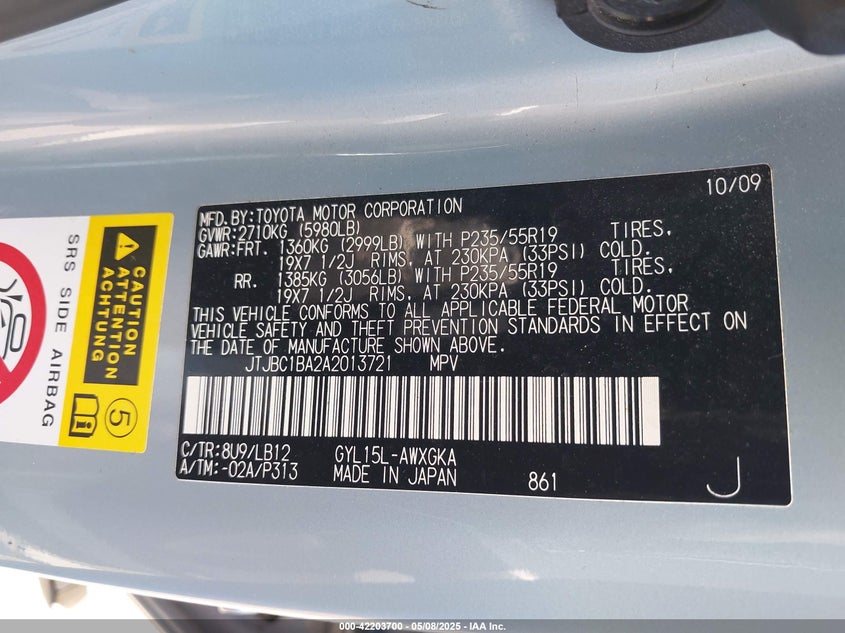 10/09
MFD.BY:TOYOTA MOTOR CORPORATION
GVWR:2710KG (5980LB)
GAWR:FRT. 1360KG (2999LB) WITH P235/55R19 TIRES,
19X7 1/2J RIMS, AT 230KPA (33PSI) COLD.
RR. 1385KG (3056LB) WITH P235/55R19 TIRES,
19X7 1/2J RIMS, AT 230KPA (33PSI) COLD.
THIS VEHICLE CONFORMS TO ALL APPLICABLE FEDERAL MOTOR
VEHICLE SAFETY AND THEFT PREVENTION STANDARDS IN EFFECT ON
THE DATE OF MANUFACTURE SHOWN ABOVE.
JTJBC1BA2A2013721 MPV
C/TR:8U9/LB12 GYL15L-AWXGKA
A/TM:-02A/P313 MADE IN JAPAN 861 J
SRS SIDE AIRBAG
CAUTION
ATTENTION
ACHTUNG
i 5
000-42203700 - 05/08/2025 - IAA Inc.